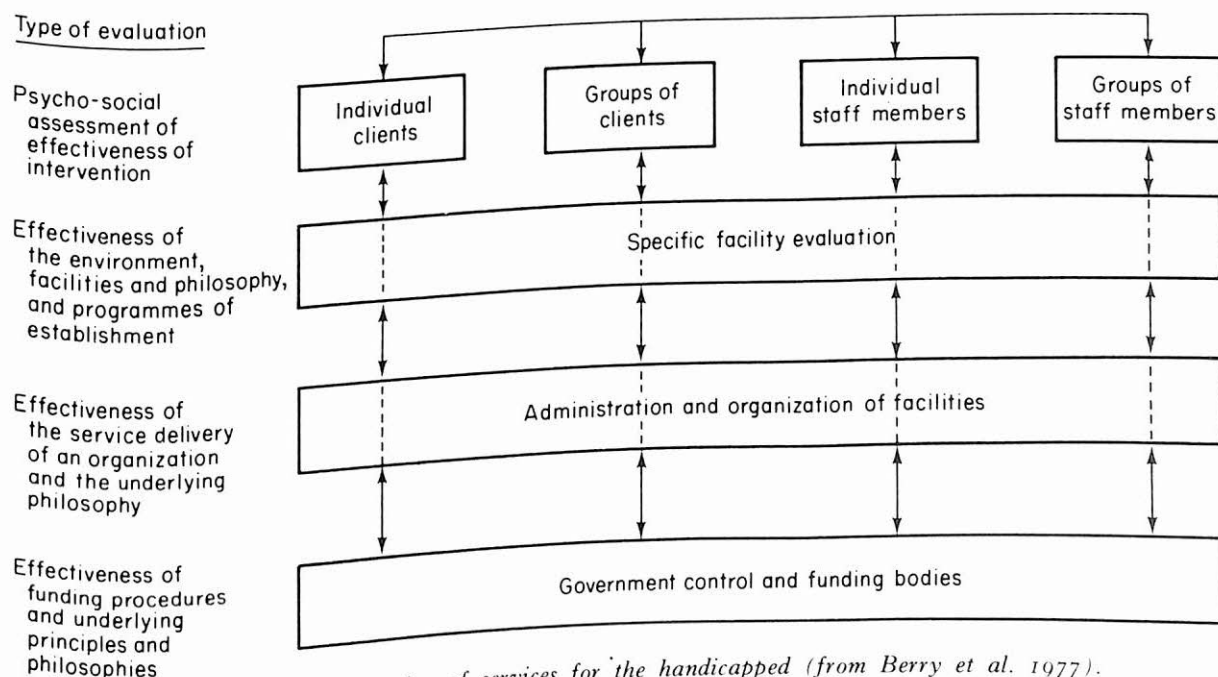 Type of evaluation
Psycho-social
assessment of
effectiveness of
intervention
Individual
clients
Groups of
clients
Individual
staff members
Groups of
staff members
Effectiveness of
the environment,
facilities and philosophy,
and programmes of
establishment
Specific facility evaluation
Effectiveness of
the service delivery
of an organization
and the underlying
philosophy
Administration and organization of facilities
Effectiveness of
funding procedures
and underlying
principles and
philosophies
Government control and funding bodies
of services for the handicapped (from Berry et al. 1977).